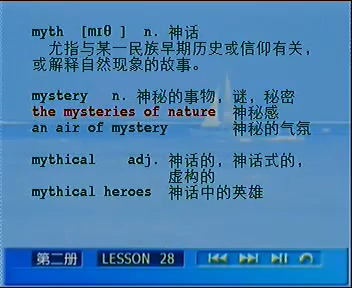 myth [mɪθ] n. 神话
尤指与某一民族早期历史或信仰有关,
或解释自然现象的故事。
mystery n. 神秘的事物, 谜, 秘密
the mysteries of nature 神秘感
an air of mystery 神秘的气氛
mythical adj. 神话的, 神话式的,
虚构的
mythical heroes 神话中的英雄
第二册 LESSON 28